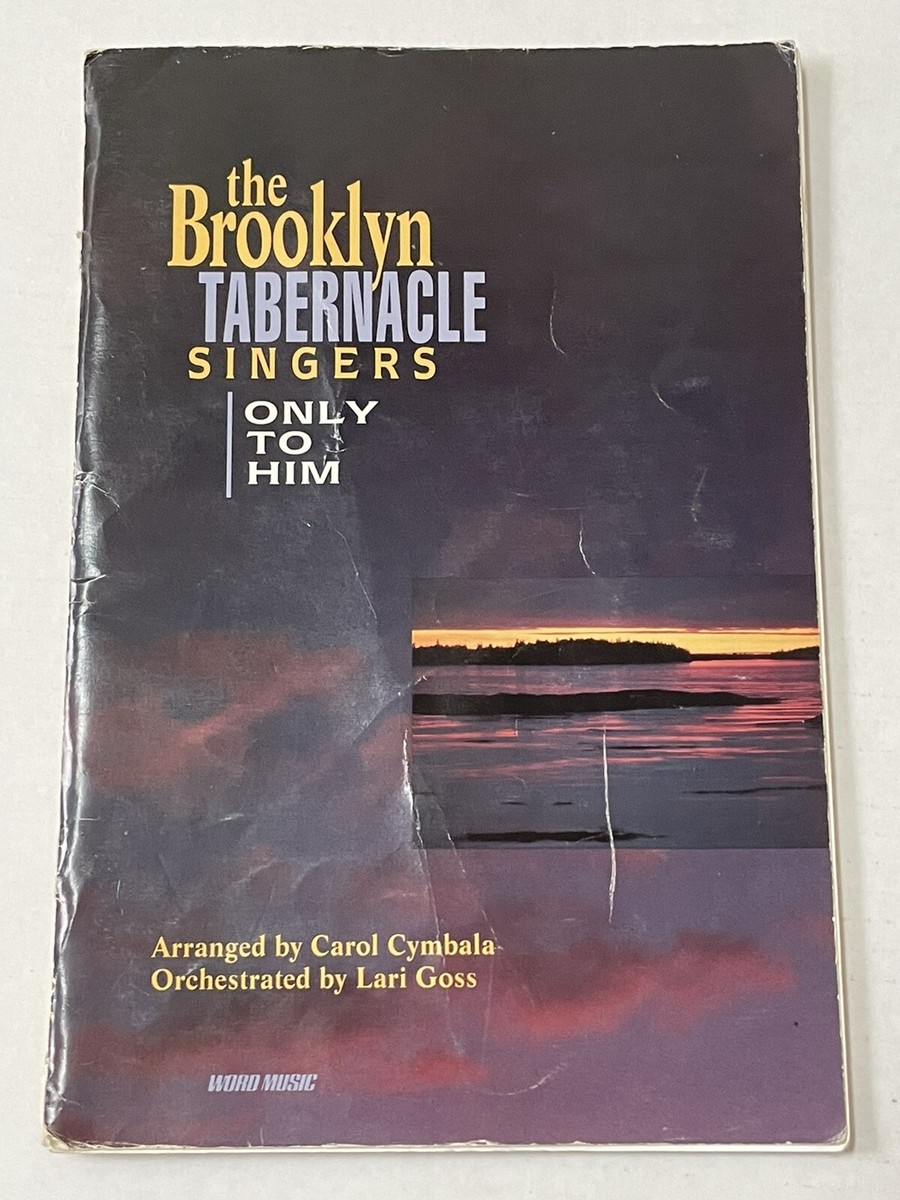 the
Brooklyn
TABERNACLE
SINGERS
ONLY
TO
HIM
Arranged by Carol Cymbala
Orchestrated by Lari Goss
WORD MUSIC